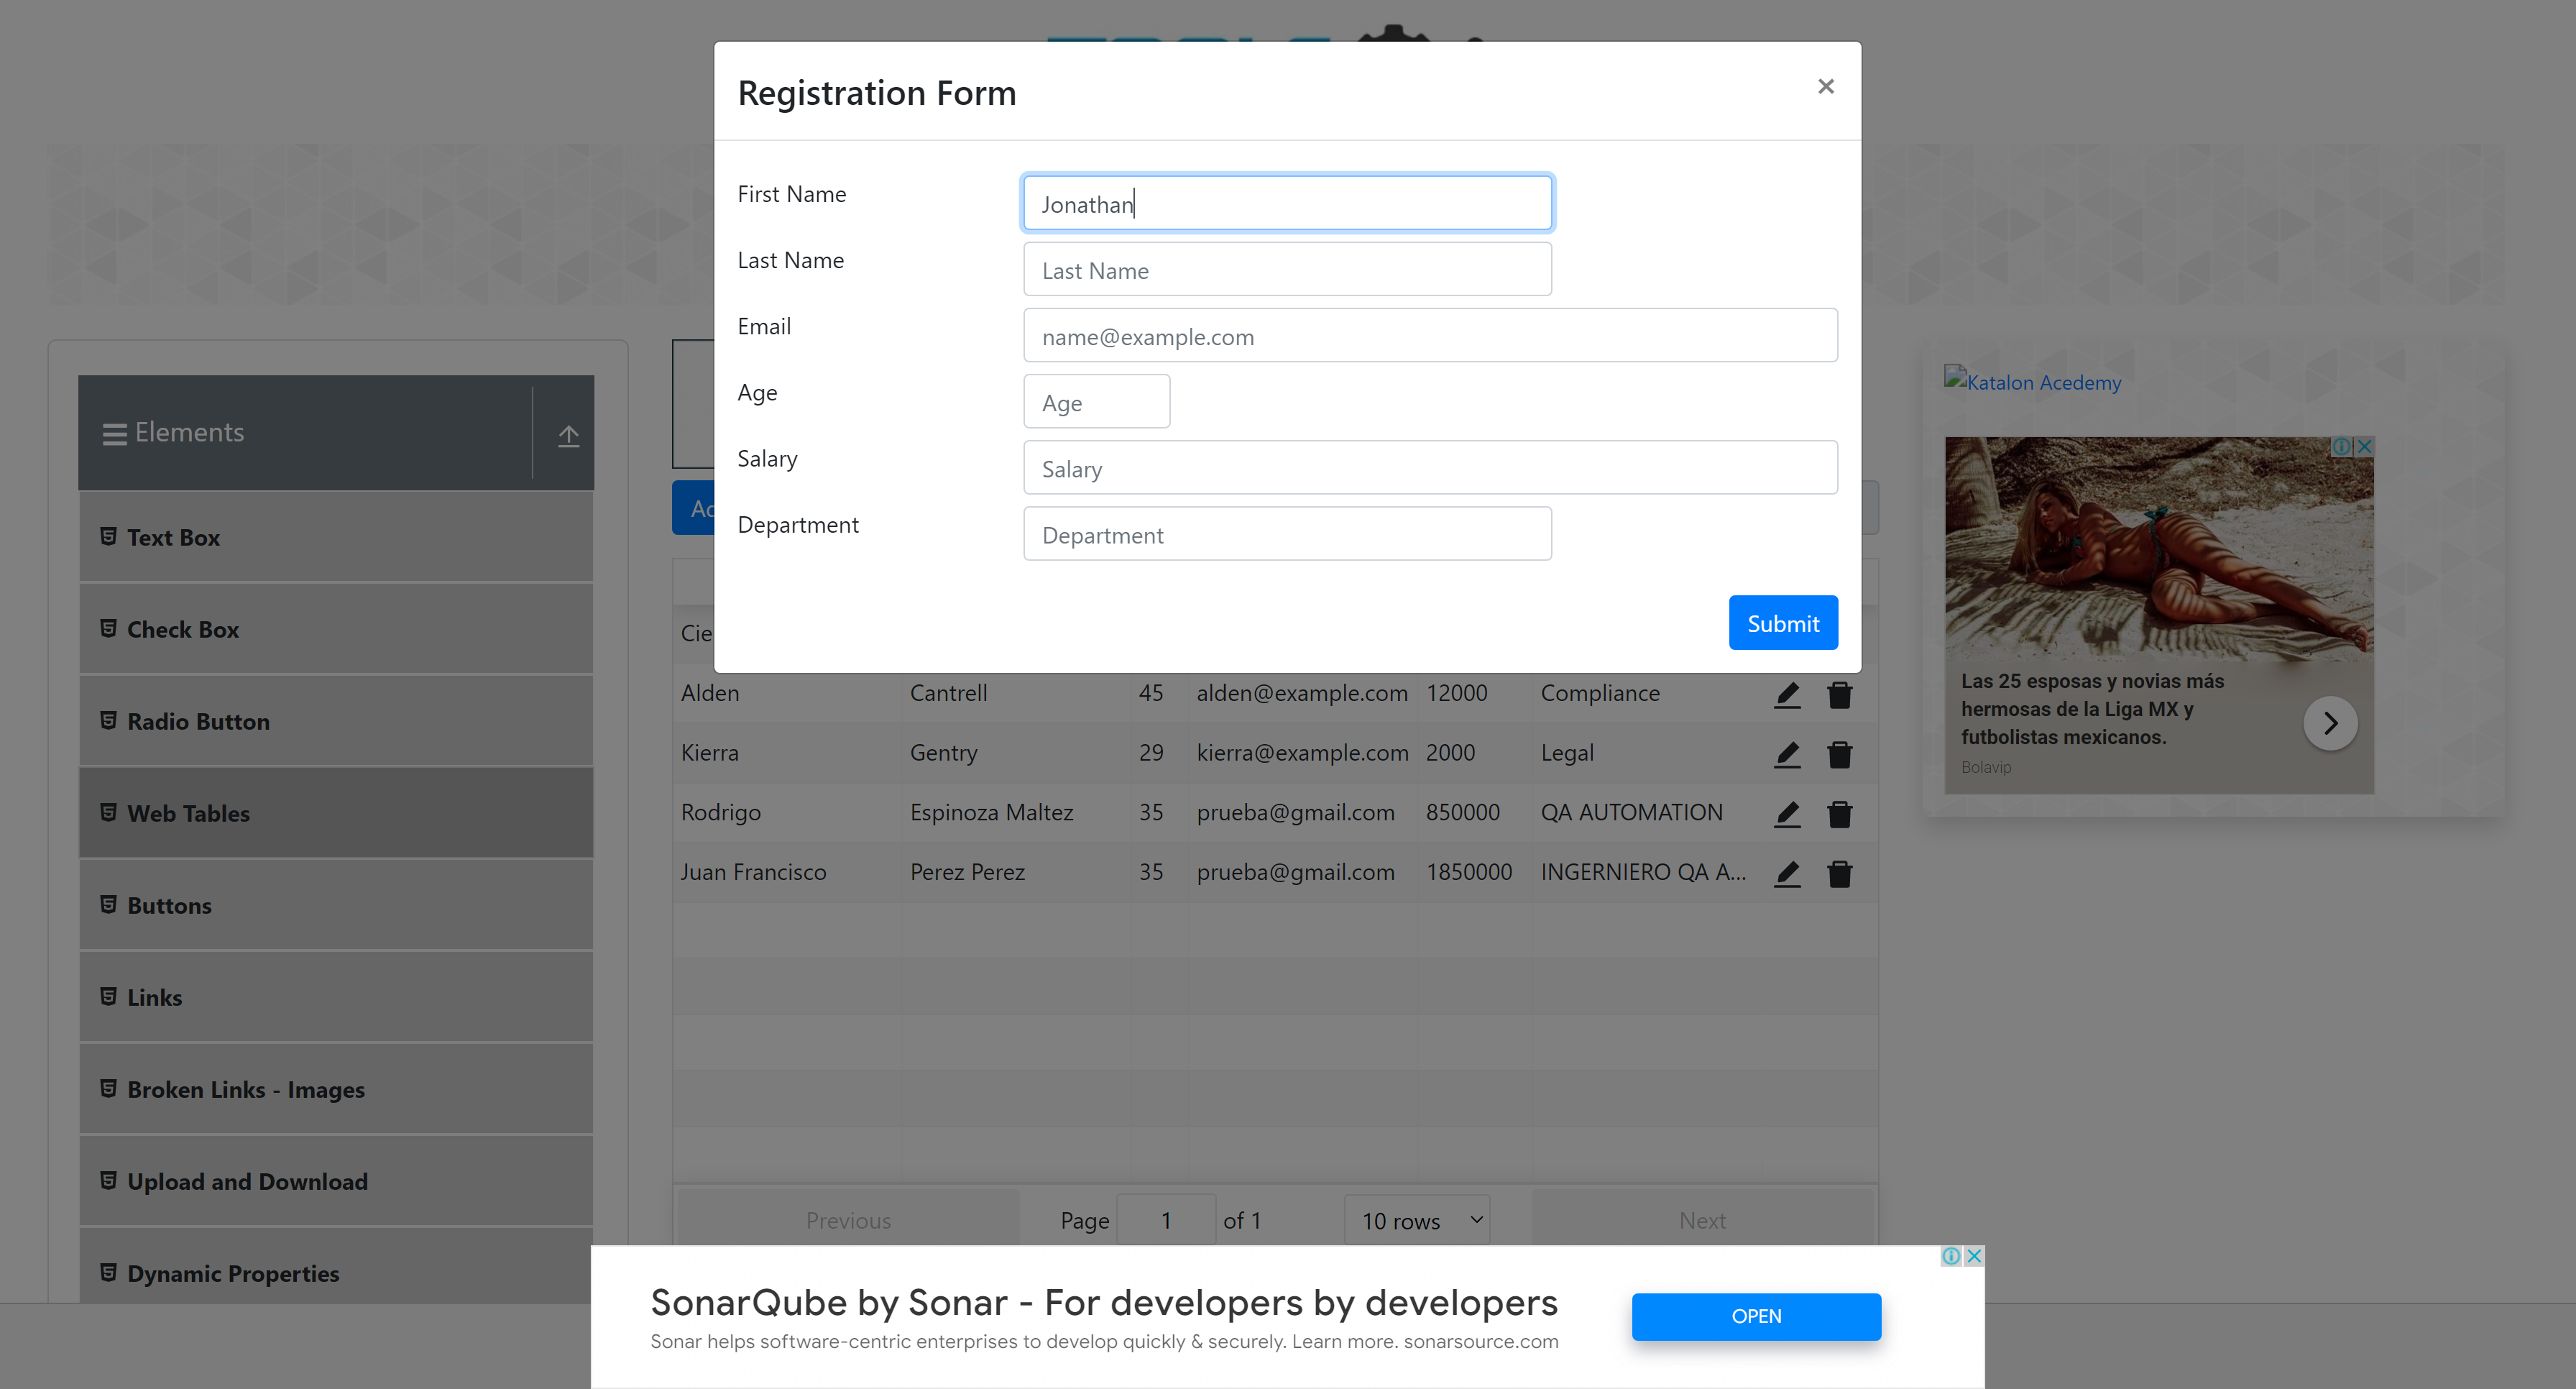 Registration Form
×
First Name
Jonathan
Last Name
Last Name
Email
name@example.com
Age
Age
Salary
Salary
Department
Department
Submit
Elements
Text Box
Check Box
Radio Button
Web Tables
Buttons
Links
Broken Links - Images
Upload and Download
Dynamic Properties
Alden Cantrell 45 alden@example.com 12000 Compliance
Kierra Gentry 29 kierra@example.com 2000 Legal
Rodrigo Espinoza Maltez 35 prueba@gmail.com 850000 QA AUTOMATION
Juan Francisco Perez Perez 35 prueba@gmail.com 1850000 INGERNIERO QA A...
Previous Page 1 of 1 10 rows Next
Katalon Acedemy
Las 25 esposas y novias más
hermosas de la Liga MX y
futbolistas mexicanos.
Bolavip
SonarQube by Sonar - For developers by developers
Sonar helps software-centric enterprises to develop quickly & securely. Learn more. sonarsource.com
OPEN